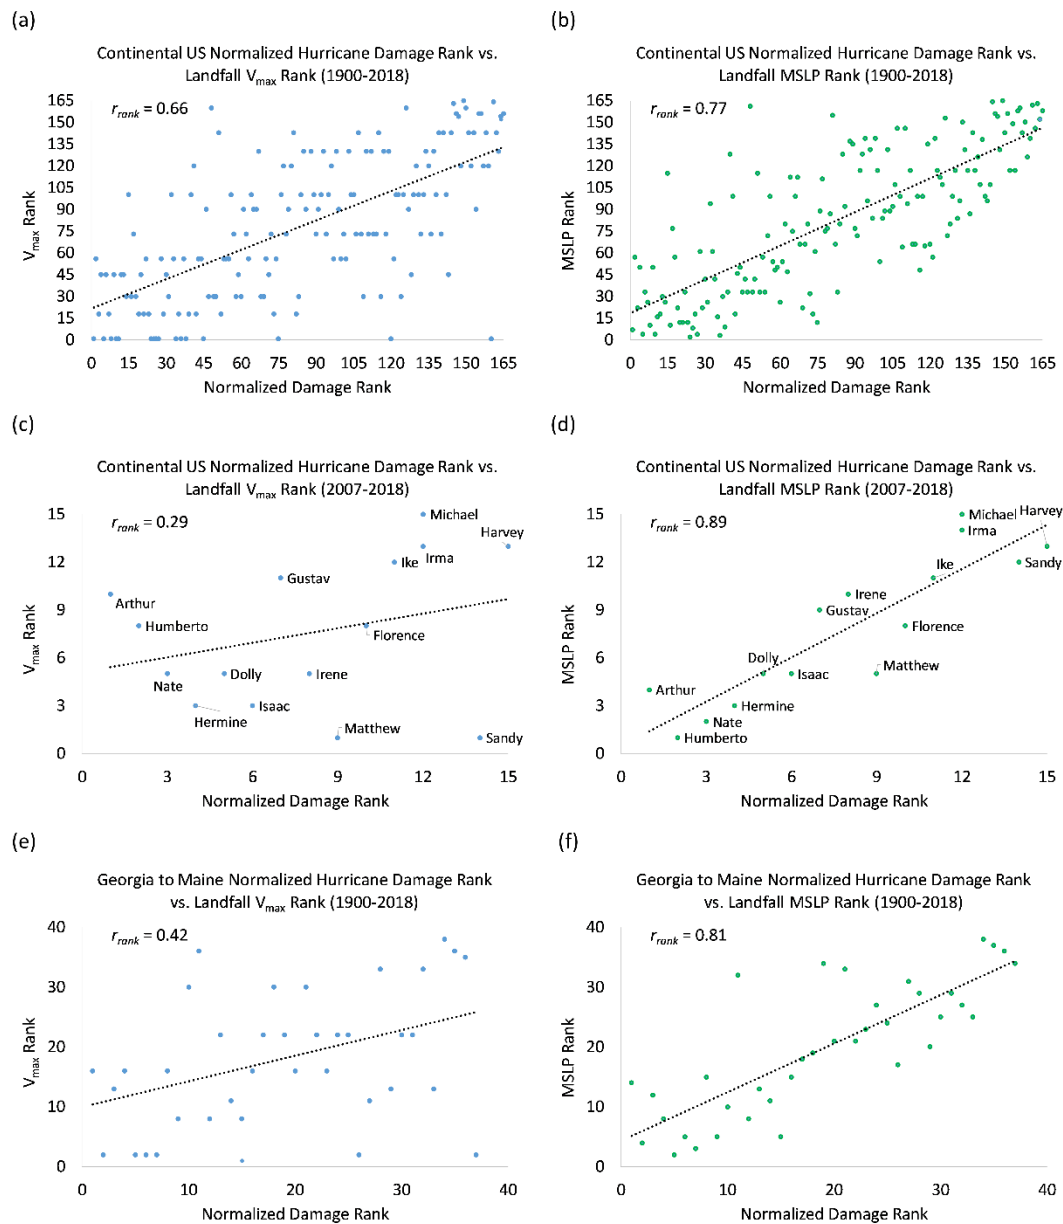 (a)
Continental US Normalized Hurricane Damage Rank vs.
Landfall Vmax Rank (1900-2018)
rrank = 0.66
Vmax Rank
165
150
135
120
105
90
75
60
45
30
15
0
0 15 30 45 60 75 90 105 120 135 150 165
Normalized Damage Rank
(b)
Continental US Normalized Hurricane Damage Rank vs.
Landfall MSLP Rank (1900-2018)
rrank = 0.77
MSLP Rank
165
150
135
120
105
90
75
60
45
30
15
0
0 15 30 45 60 75 90 105 120 135 150 165
Normalized Damage Rank
(c)
Continental US Normalized Hurricane Damage Rank vs.
Landfall Vmax Rank (2007-2018)
rrank = 0.29
Vmax Rank
15
12
9
6
3
0
Michael
Harvey
Irma
Ike
Gustav
Arthur
Humberto
Florence
Nate
Dolly
Irene
Hermine
Isaac
Matthew
Sandy
0 3 6 9 12 15
Normalized Damage Rank
(d)
Continental US Normalized Hurricane Damage Rank vs.
Landfall MSLP Rank (2007-2018)
rrank = 0.89
MSLP Rank
15
12
9
6
3
0
Michael
Harvey
Irma
Sandy
Ike
Irene
Gustav
Florence
Dolly
Isaac
Matthew
Arthur
Hermine
Nate
Humberto
0 3 6 9 12 15
Normalized Damage Rank
(e)
Georgia to Maine Normalized Hurricane Damage Rank
vs. Landfall Vmax Rank (1900-2018)
rrank = 0.42
Vmax Rank
40
30
20
10
0
0 10 20 30 40
Normalized Damage Rank
(f)
Georgia to Maine Normalized Hurricane Damage Rank
vs. Landfall MSLP Rank (1900-2018)
rrank = 0.81
MSLP Rank
40
30
20
10
0
0 10 20 30 40
Normalized Damage Rank